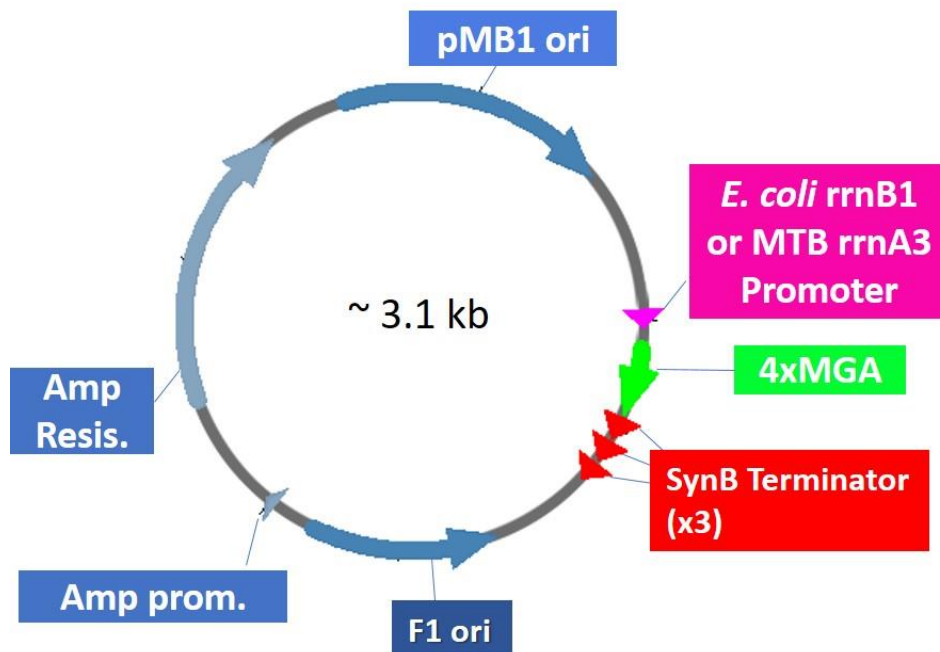 pMB1 ori
E. coli rrnB1
or MTB rrnA3
Promoter
~ 3.1 kb
4xMGA
Amp
Resis.
SynB Terminator
(x3)
Amp prom.
F1 ori